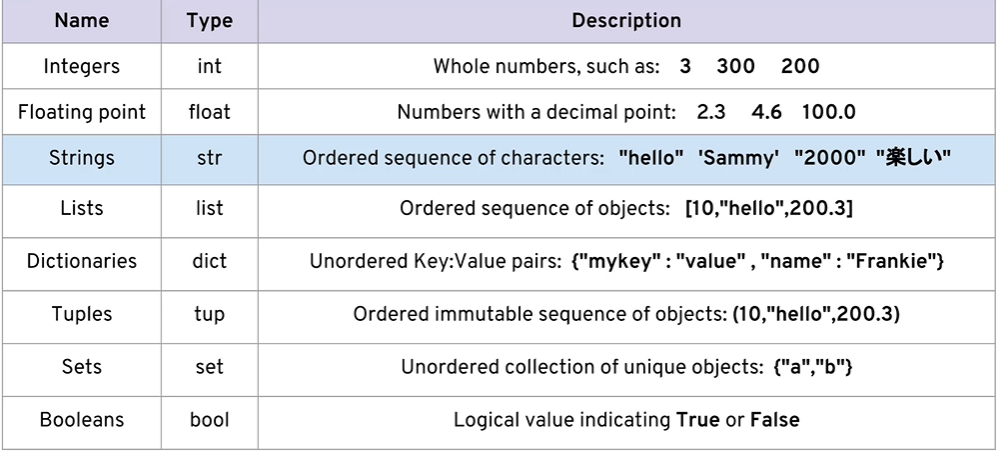 Name Type Description
Integers int Whole numbers, such as: 3 300 200
Floating point float Numbers with a decimal point: 2.3 4.6 100.0
Strings str Ordered sequence of characters: "hello" 'Sammy' "2000" "楽しい"
Lists list Ordered sequence of objects: [10,"hello",200.3]
Dictionaries dict Unordered Key:Value pairs: {"mykey" : "value" , "name" : "Frankie"}
Tuples tup Ordered immutable sequence of objects: (10,"hello",200.3)
Sets set Unordered collection of unique objects: {"a","b"}
Booleans bool Logical value indicating True or False